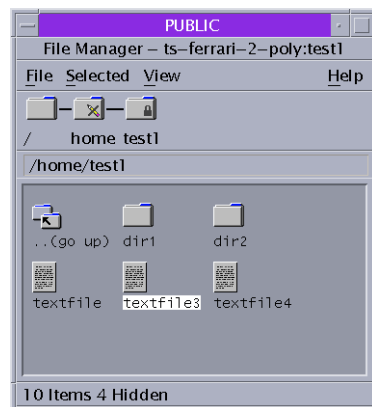 PUBLIC
File Manager – ts–ferrari–2–poly:test1
File Selected View Help
/ home test1
/home/test1
..(go up) dir1 dir2
textfile textfile3 textfile4
10 Items 4 Hidden